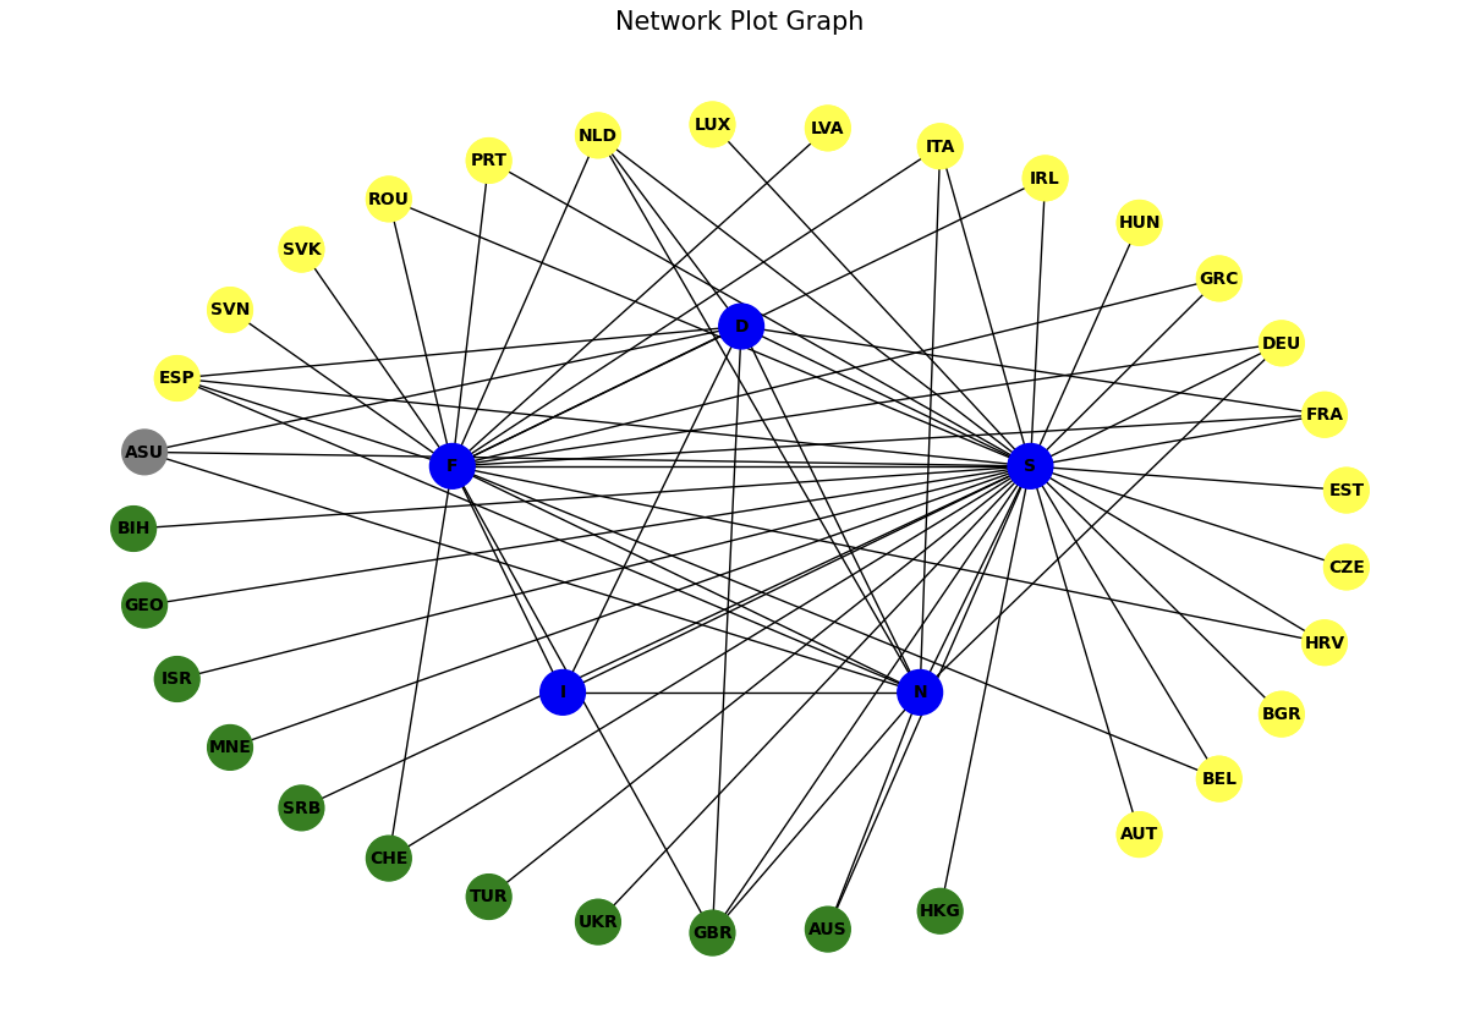 Network Plot Graph
LUX
LVA
NLD
ITA
PRT
IRL
ROU
HUN
SVK
GRC
SVN
D
DEU
ESP
FRA
ASU
F
S
EST
BIH
CZE
GEO
HRV
ISR
I
N
BGR
MNE
BEL
SRB
AUT
CHE
TUR
HKG
UKR
AUS
GBR